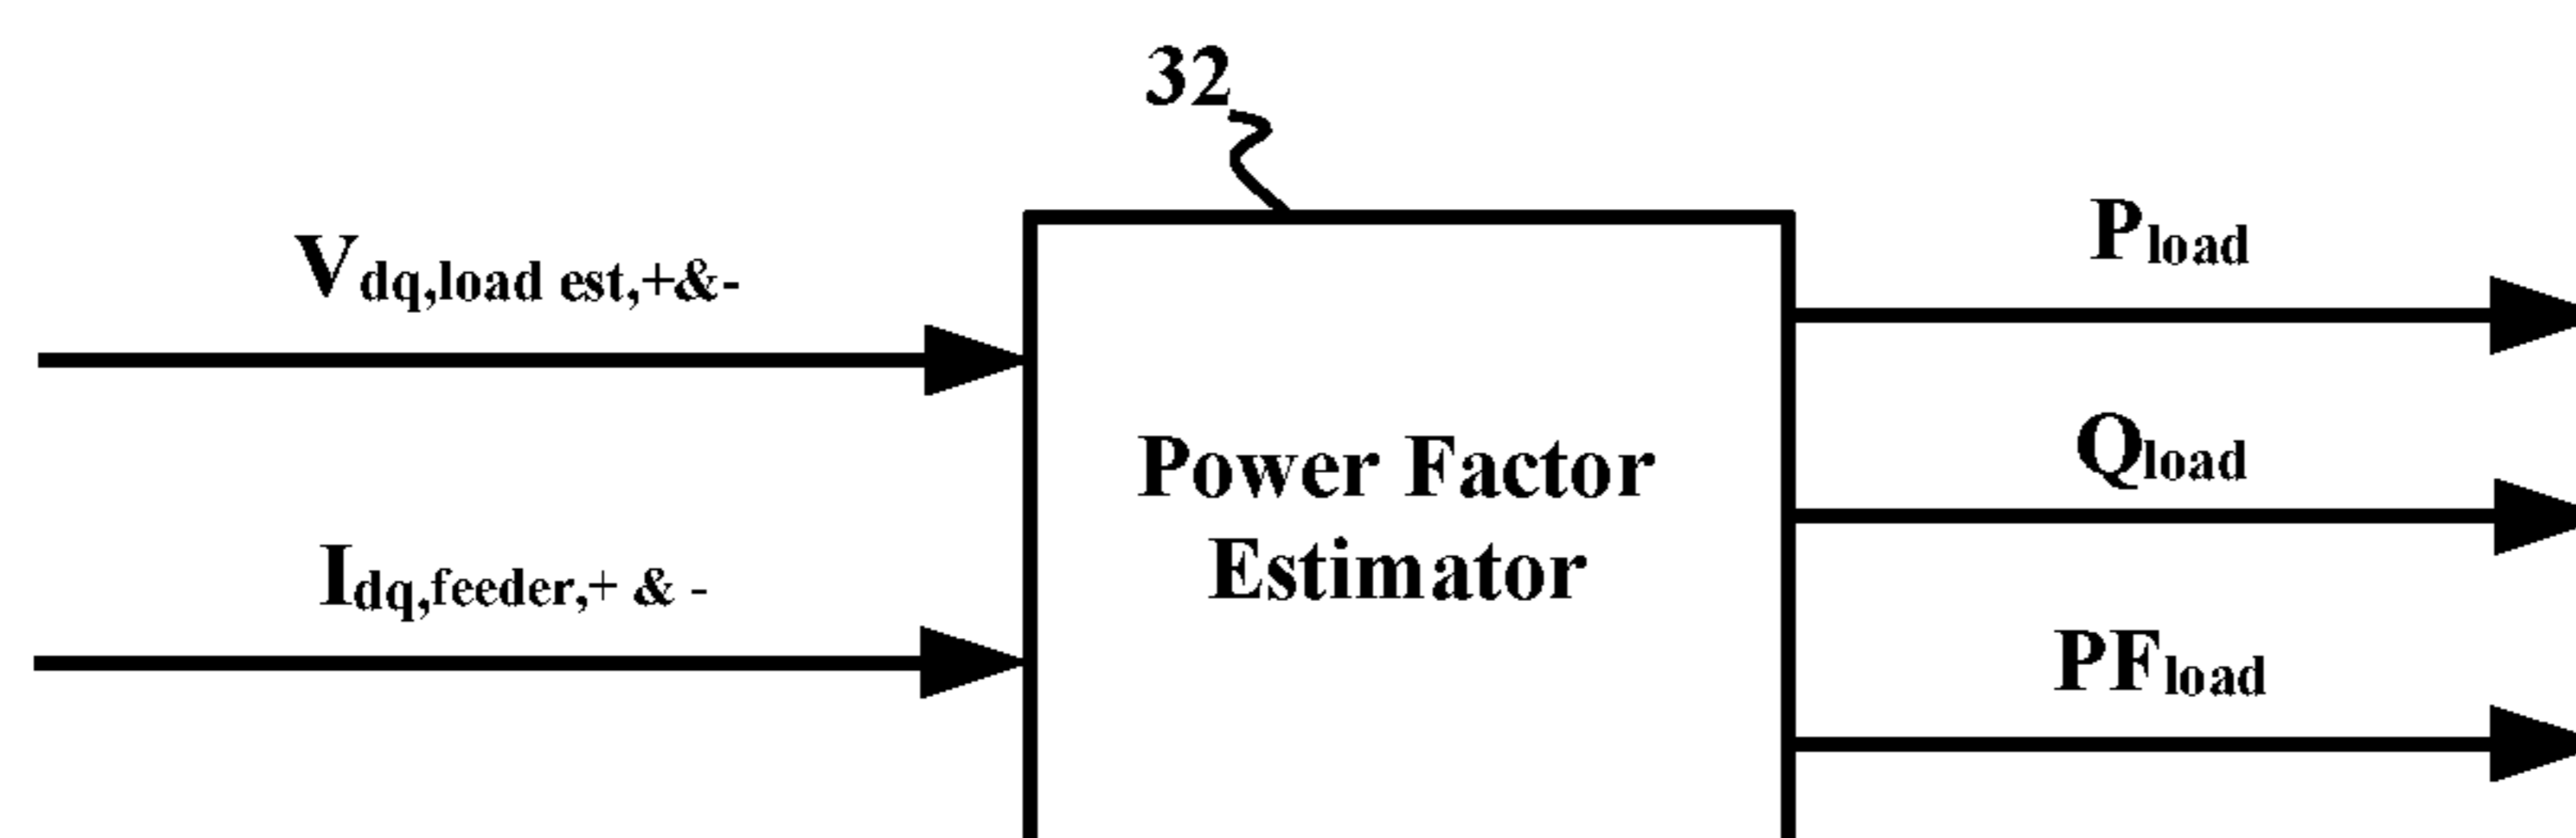 32
Vdq,load est,+&-
Idq,feeder,+ & -
Power Factor
Estimator
Pload
Qload
PFload